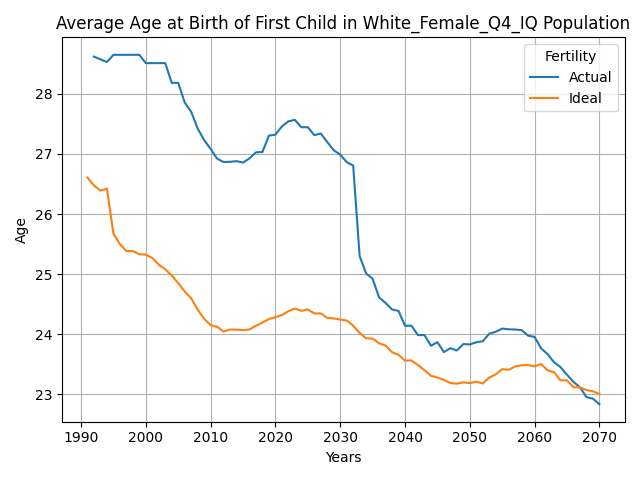 Average Age at Birth of First Child in White_Female_Q4_IQ Population
Fertility
Actual
Ideal
Age
28
27
26
25
24
23
1990
2000
2010
2020
2030
2040
2050
2060
2070
Years